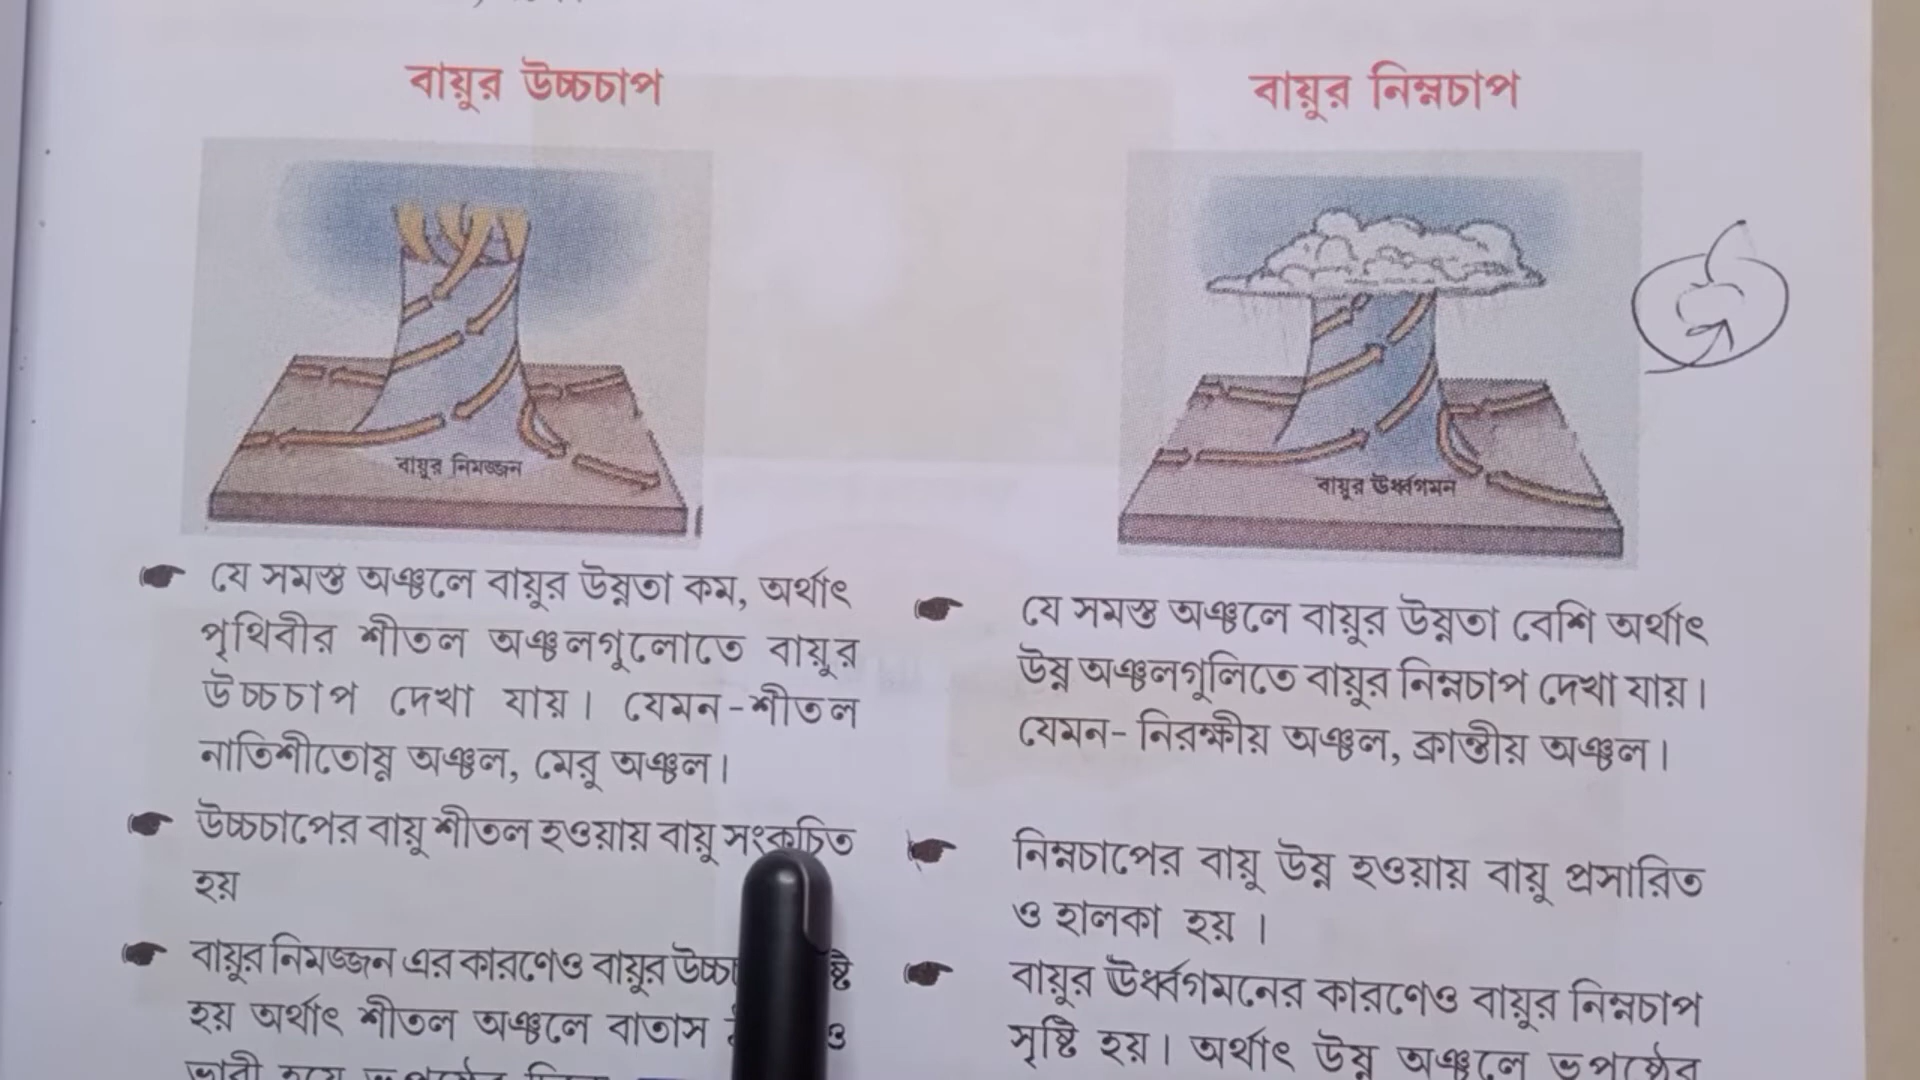 বায়ুর উচ্চচাপ
বায়ুর নিমজ্জন
যে সমস্ত অঞ্চলে বায়ুর উষ্নতা কম, অর্থাৎ
পৃথিবীর শীতল অঞ্চলগুলোতে বায়ুর
উচ্চচাপ দেখা যায়। যেমন-শীতল
নাতিশীতোষ্ন অঞ্চল, মেরু অঞ্চল।
উচ্চচাপের বায়ু শীতল হওয়ায় বায়ু সংকুচিত
হয়
বায়ুর নিমজ্জন এর কারণেও বায়ুর
হয় অর্থাৎ শীতল অঞ্চলে বাতাস ও
বায়ুর নিম্নচাপ
বায়ুর ঊর্ধ্বগমন
যে সমস্ত অঞ্চলে বায়ুর উষ্নতা বেশি অর্থাৎ
উষ্ন অঞ্চলগুলিতে বায়ুর নিম্নচাপ দেখা যায়।
যেমন- নিরক্ষীয় অঞ্চল, ক্রান্তীয় অঞ্চল।
নিম্নচাপের বায়ু উষ্ন হওয়ায় বায়ু প্রসারিত
ও হালকা হয়।
বায়ুর ঊর্ধ্বগমনের কারণেও বায়ুর নিম্নচাপ
সৃষ্টি হয়। অর্থাৎ উষ্ন অঞ্চলে ভূপৃষ্ঠের